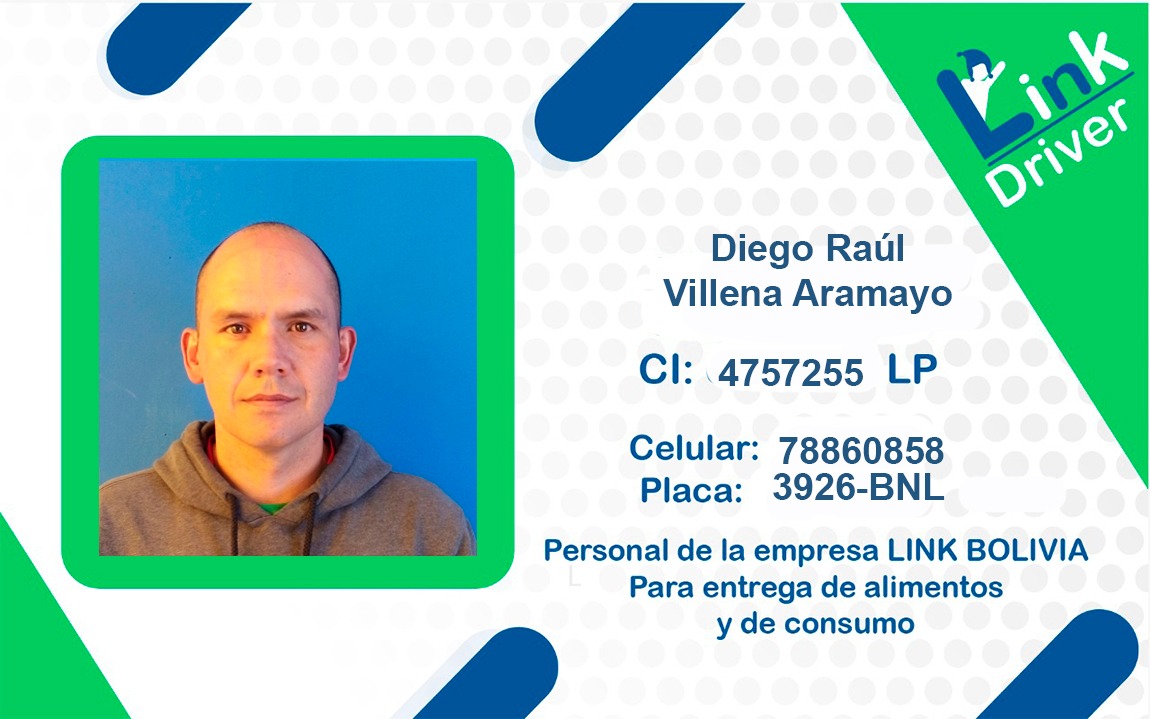 Link
Driver
Diego Raúl
Villena Aramayo
CI: 4757255 LP
Celular: 78860858
Placa: 3926-BNL
Personal de la empresa LINK BOLIVIA
Para entrega de alimentos
y de consumo